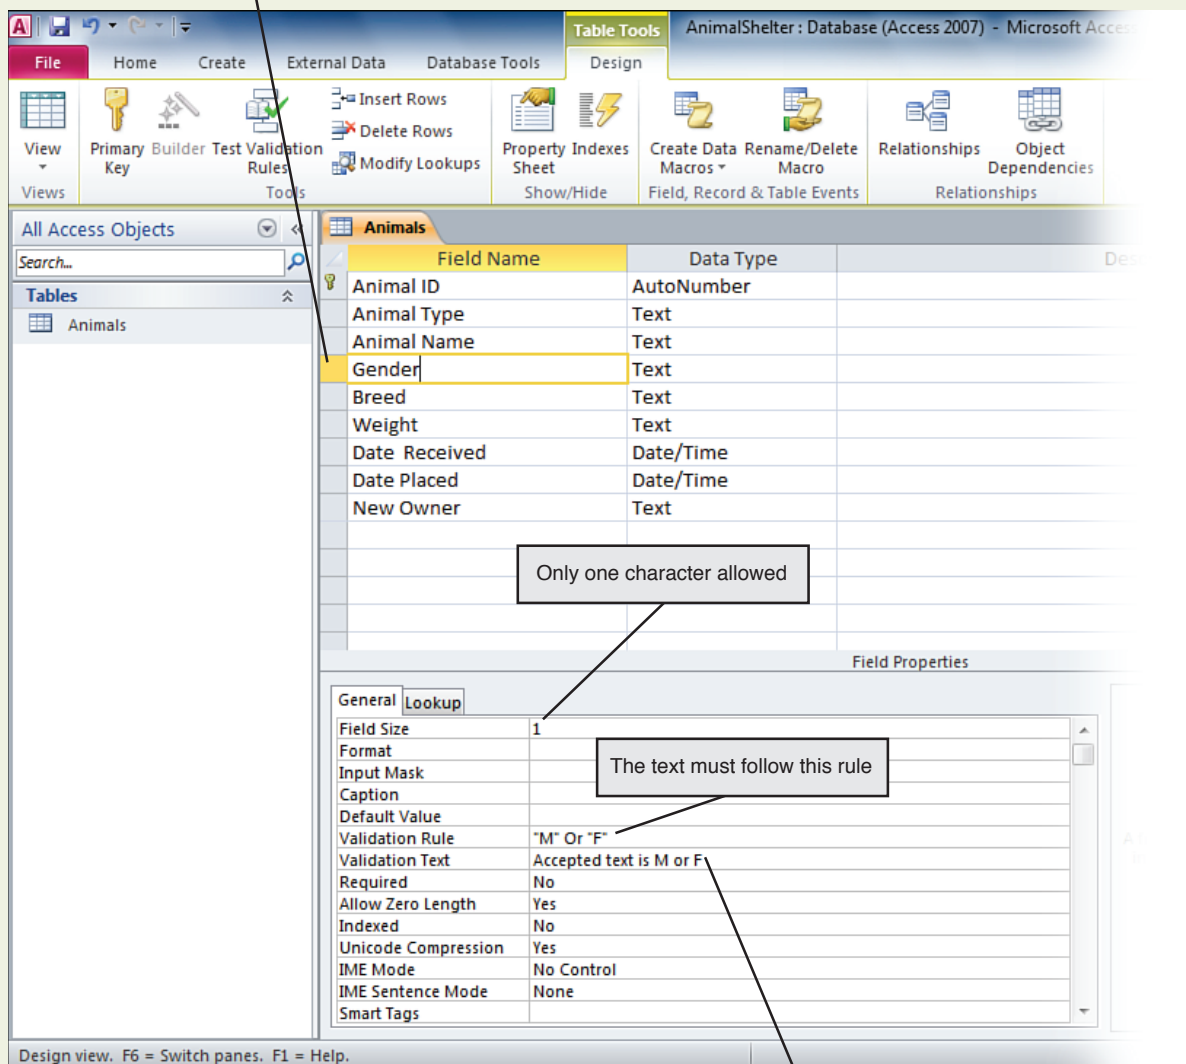 A
Table Tools
AnimalShelter : Database (Access 2007) - Microsoft Access
File Home Create External Data Database Tools Design
View
Primary Key
Builder
Test Validation Rules
Insert Rows
Delete Rows
Modify Lookups
Property Sheet
Indexes
Create Data Macros
Rename/Delete Macro
Relationships
Object Dependencies
Views Tools Show/Hide Field, Record & Table Events Relationships
All Access Objects
Search...
Tables
Animals
Animals
Field Name Data Type Des
Animal ID AutoNumber
Animal Type Text
Animal Name Text
Gender Text
Breed Text
Weight Text
Date Received Date/Time
Date Placed Date/Time
New Owner Text
Only one character allowed
Field Properties
General Lookup
Field Size 1
Format
The text must follow this rule
Input Mask
Caption
Default Value
Validation Rule "M" Or "F"
Validation Text Accepted text is M or F
Required No
Allow Zero Length Yes
Indexed No
Unicode Compression Yes
IME Mode No Control
IME Sentence Mode None
Smart Tags
Design view. F6 = Switch panes. F1 = Help.